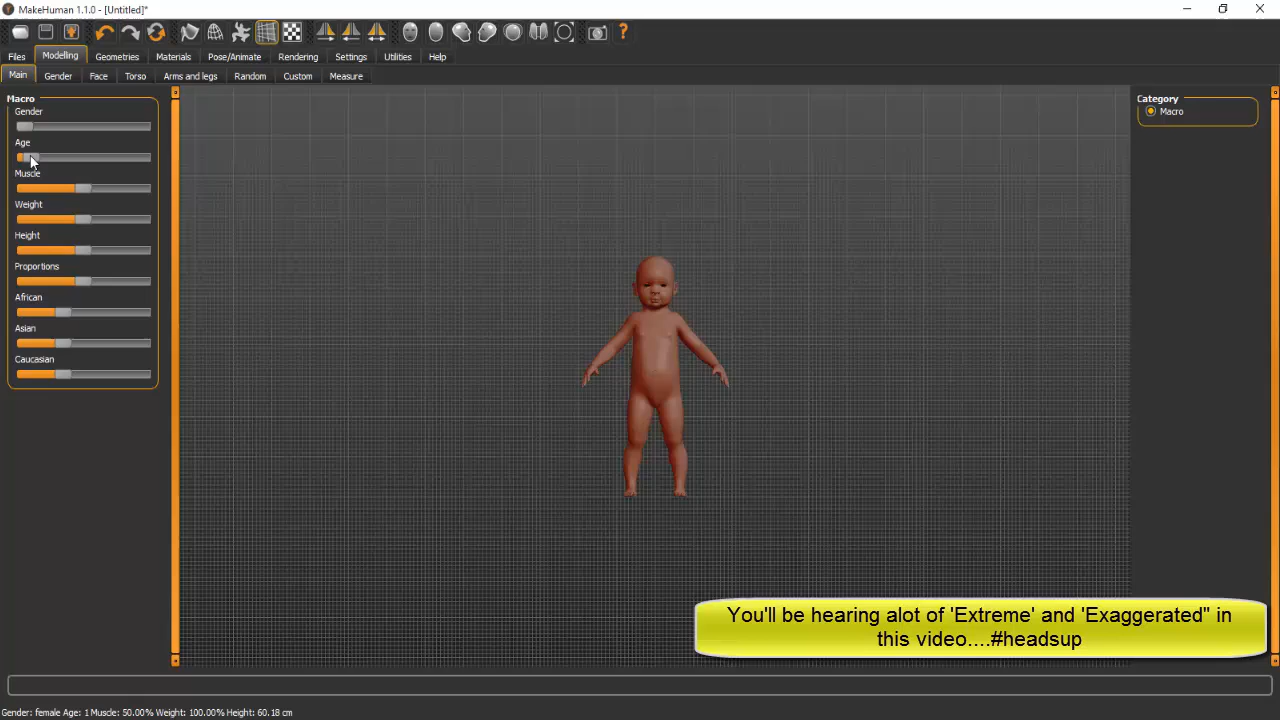 MakeHuman 1.1.0 - [Untitled]*
Files Modelling Geometries Materials Pose/Animate Rendering Settings Utilities Help
Main Gender Face Torso Arms and legs Random Custom Measure
Macro
Gender
Age
Muscle
Weight
Height
Proportions
African
Asian
Caucasian
Category
Macro
You'll be hearing alot of 'Extreme' and 'Exaggerated" in
this video....#headsup
Gender: female Age: 1 Muscle: 50.00% Weight: 100.00% Height: 60.18 cm